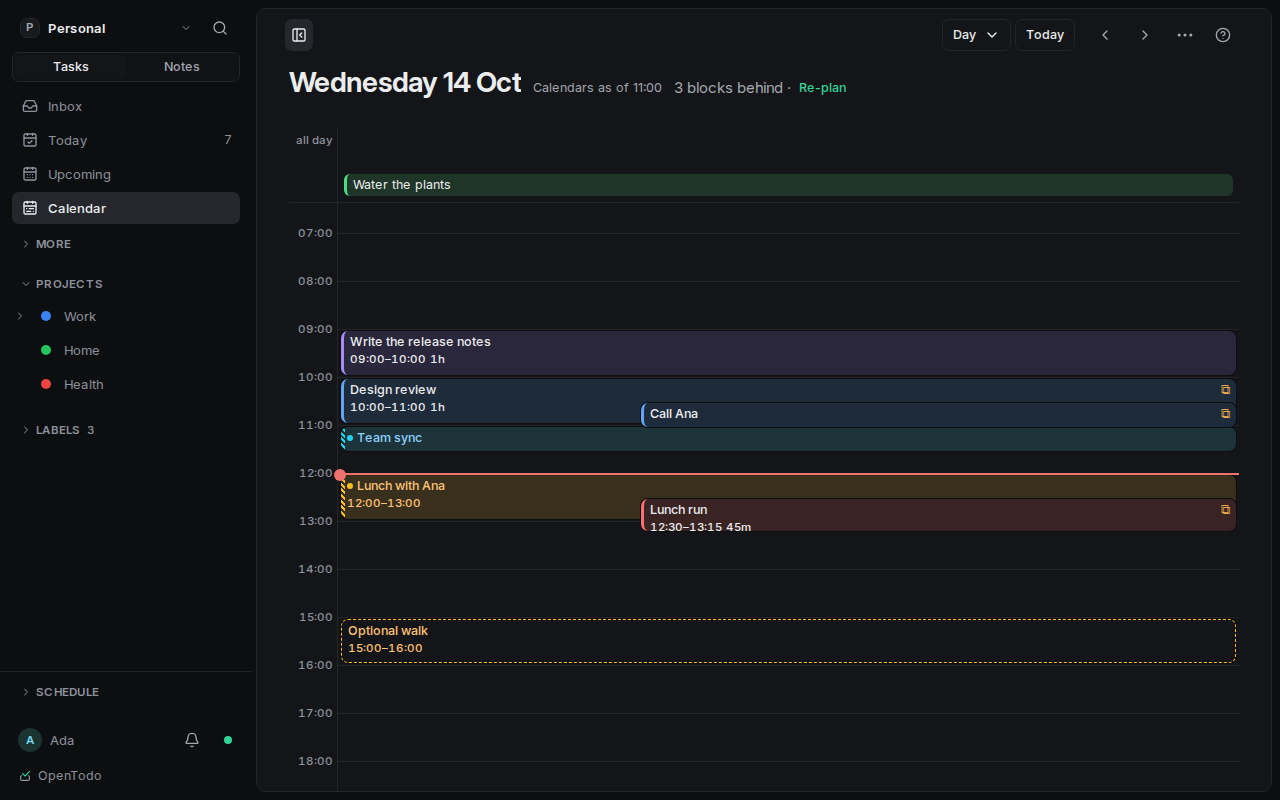 P Personal
Tasks Notes
Inbox
Today 7
Upcoming
Calendar
MORE
PROJECTS
Work
Home
Health
LABELS 3
SCHEDULE
A Ada
OpenTodo
Day Today
Wednesday 14 Oct Calendars as of 11:00 3 blocks behind · Re-plan
all day
Water the plants
07:00
08:00
09:00
Write the release notes
09:00–10:00 1h
10:00
Design review
10:00–11:00 1h
Call Ana
11:00
Team sync
12:00
Lunch with Ana
12:00–13:00
Lunch run
12:30–13:15 45m
13:00
14:00
15:00
Optional walk
15:00–16:00
16:00
17:00
18:00